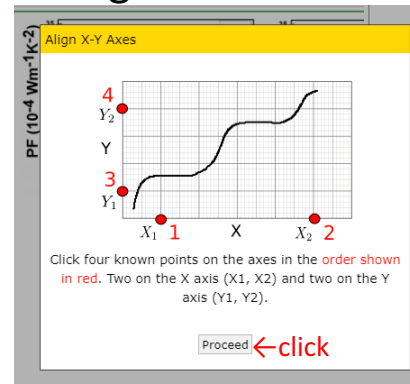 Align X-Y Axes
PF (10-4 Wm-1K-2)
4
Y2
Y
3
Y1
X1 1 X X2 2
Click four known points on the axes in the order shown
in red. Two on the X axis (X1, X2) and two on the Y
axis (Y1, Y2).
Proceed ←click